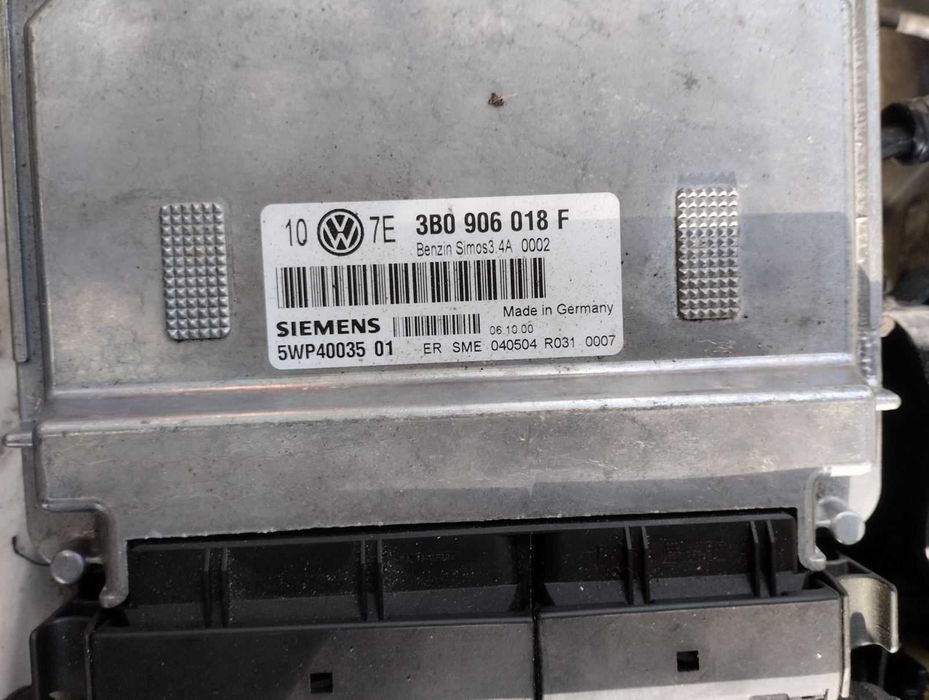 10 VW 7E 3B0 906 018 F
Benzin Simos3.4A 0002
Made in Germany
SIEMENS 06.10.00
5WP40035 01 ER SME 040504 R031 0007